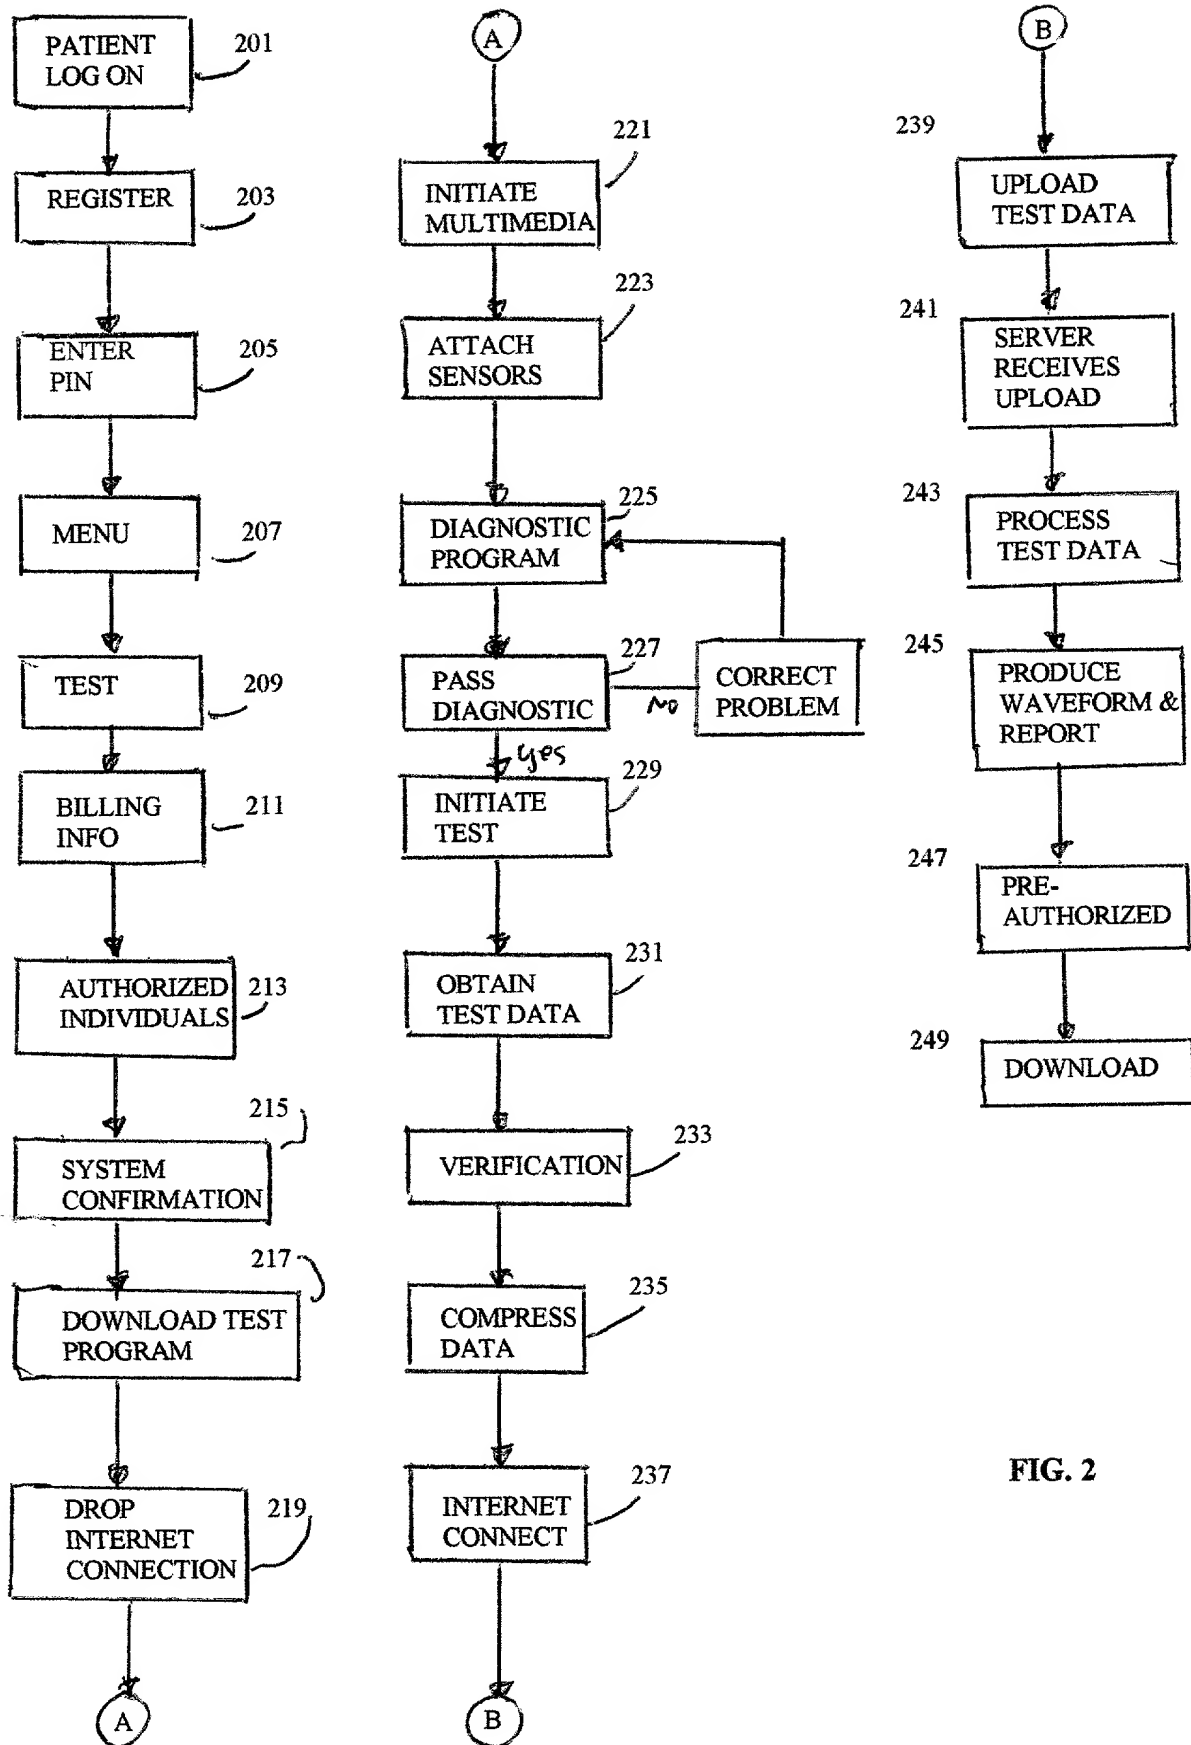 PATIENT
LOG ON
201
REGISTER
203
ENTER
PIN
205
MENU
207
TEST
209
BILLING
INFO
211
AUTHORIZED
INDIVIDUALS
213
215
SYSTEM
CONFIRMATION
217
DOWNLOAD TEST
PROGRAM
DROP
INTERNET
CONNECTION
219
A
A
221
INITIATE
MULTIMEDIA
223
ATTACH
SENSORS
225
DIAGNOSTIC
PROGRAM
227
PASS
DIAGNOSTIC
No
CORRECT
PROBLEM
yes
229
INITIATE
TEST
231
OBTAIN
TEST DATA
233
VERIFICATION
235
COMPRESS
DATA
237
INTERNET
CONNECT
B
B
239
UPLOAD
TEST DATA
241
SERVER
RECEIVES
UPLOAD
243
PROCESS
TEST DATA
245
PRODUCE
WAVEFORM &
REPORT
247
PRE-
AUTHORIZED
249
DOWNLOAD
FIG. 2